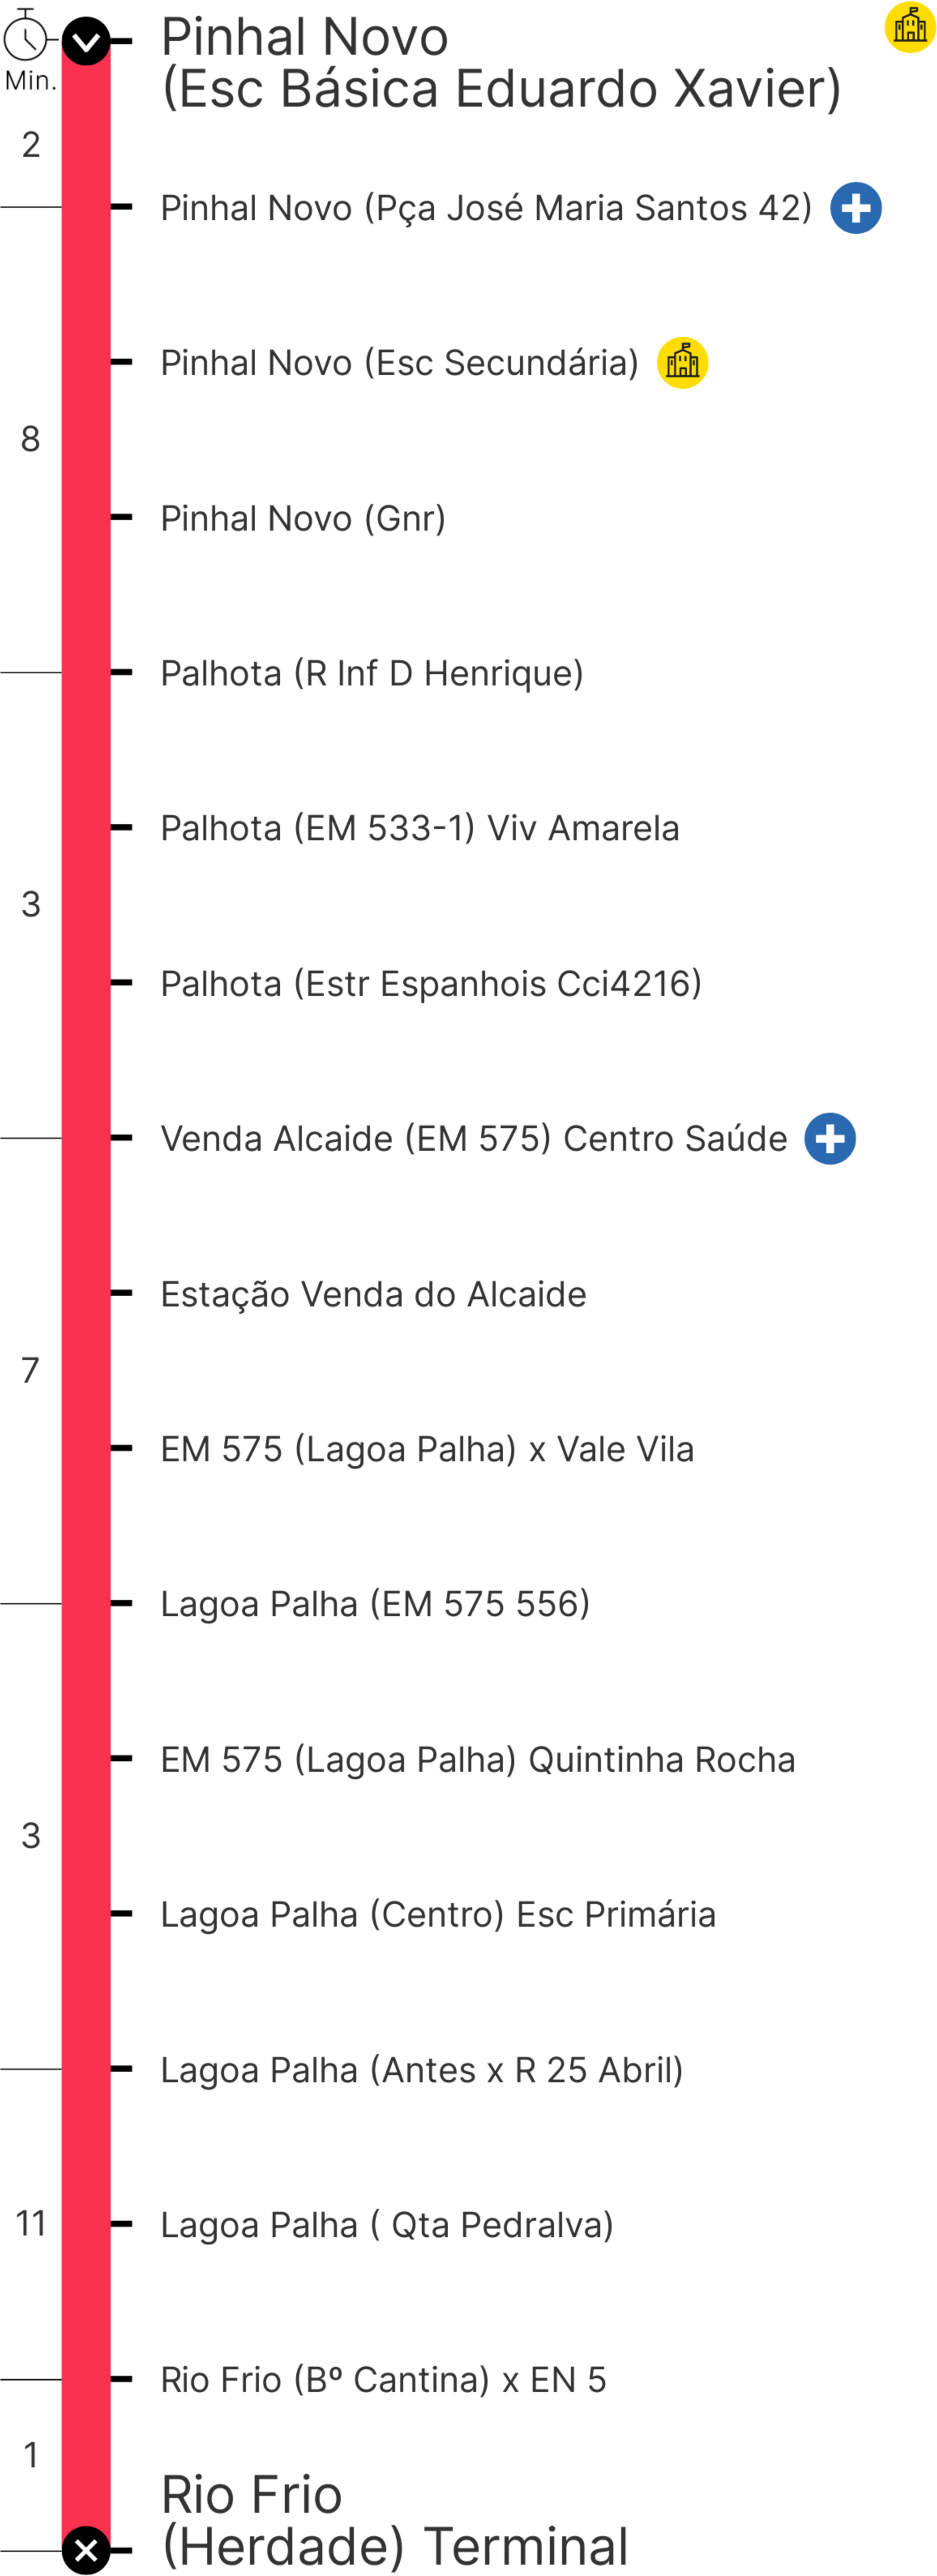 Pinhal Novo
(Esc Básica Eduardo Xavier)
Min.
2
Pinhal Novo (Pça José Maria Santos 42)
Pinhal Novo (Esc Secundária)
8
Pinhal Novo (Gnr)
Palhota (R Inf D Henrique)
Palhota (EM 533-1) Viv Amarela
3
Palhota (Estr Espanhois Cci4216)
Venda Alcaide (EM 575) Centro Saúde
Estação Venda do Alcaide
7
EM 575 (Lagoa Palha) x Vale Vila
Lagoa Palha (EM 575 556)
EM 575 (Lagoa Palha) Quintinha Rocha
3
Lagoa Palha (Centro) Esc Primária
Lagoa Palha (Antes x R 25 Abril)
11
Lagoa Palha ( Qta Pedralva)
Rio Frio (Bº Cantina) x EN 5
1
Rio Frio
(Herdade) Terminal